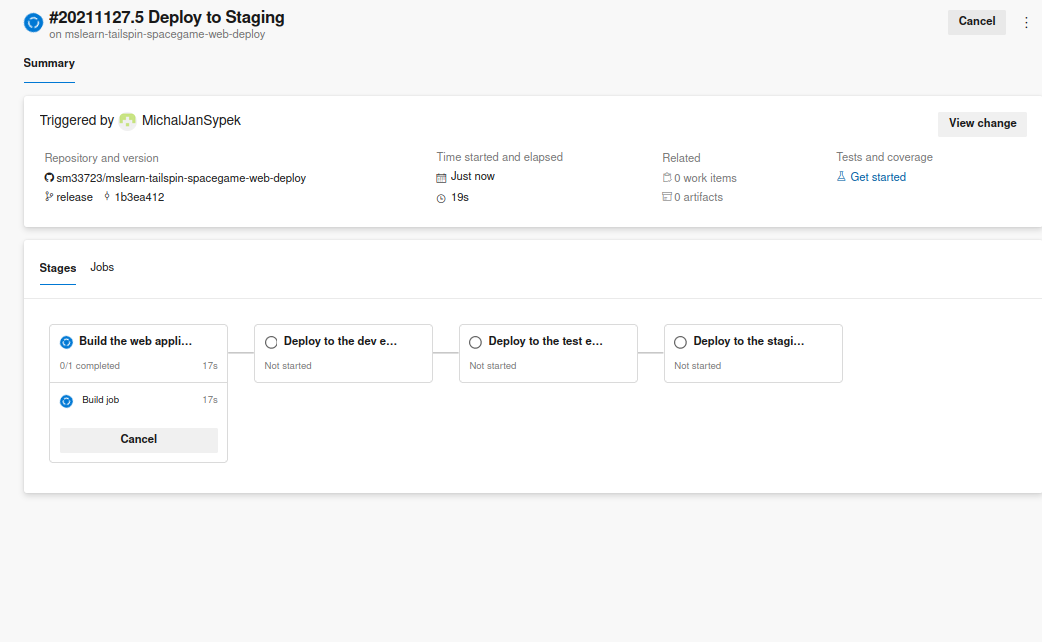 #20211127.5 Deploy to Staging
on mslearn-tailspin-spacegame-web-deploy
Cancel
Summary
Triggered by MichalJanSypek
View change
Repository and version
sm33723/mslearn-tailspin-spacegame-web-deploy
release 1b3ea412
Time started and elapsed
Just now
19s
Related
0 work items
0 artifacts
Tests and coverage
Get started
Stages Jobs
Build the web appli...
0/1 completed 17s
Build job 17s
Cancel
Deploy to the dev e...
Not started
Deploy to the test e...
Not started
Deploy to the stagi...
Not started